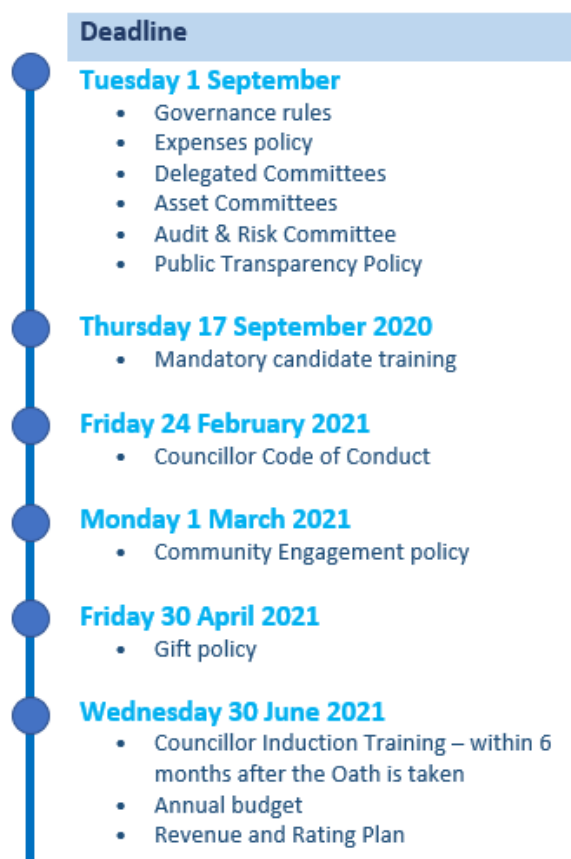 Deadline
Tuesday 1 September
• Governance rules
• Expenses policy
• Delegated Committees
• Asset Committees
• Audit & Risk Committee
• Public Transparency Policy
Thursday 17 September 2020
• Mandatory candidate training
Friday 24 February 2021
• Councillor Code of Conduct
Monday 1 March 2021
• Community Engagement policy
Friday 30 April 2021
• Gift policy
Wednesday 30 June 2021
• Councillor Induction Training – within 6
months after the Oath is taken
• Annual budget
• Revenue and Rating Plan